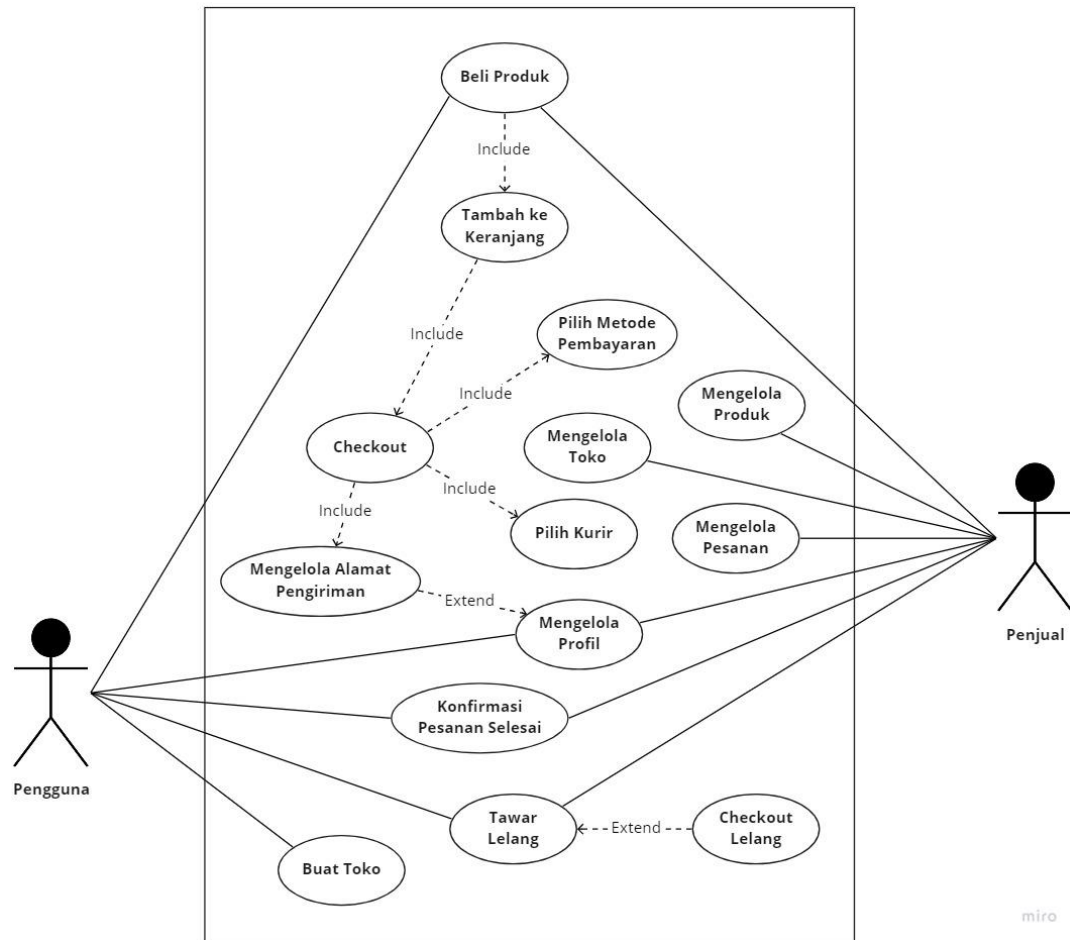 Beli Produk
Include
Tambah ke
Keranjang
Include
Pilih Metode
Pembayaran
Include
Mengelola
Produk
Checkout
Mengelola
Toko
Include
Include
Pilih Kurir
Mengelola
Pesanan
Mengelola Alamat
Pengiriman
Extend
Mengelola
Profil
Penjual
Konfirmasi
Pesanan Selesai
Pengguna
Tawar
Lelang
Extend
Checkout
Lelang
Buat Toko
miro